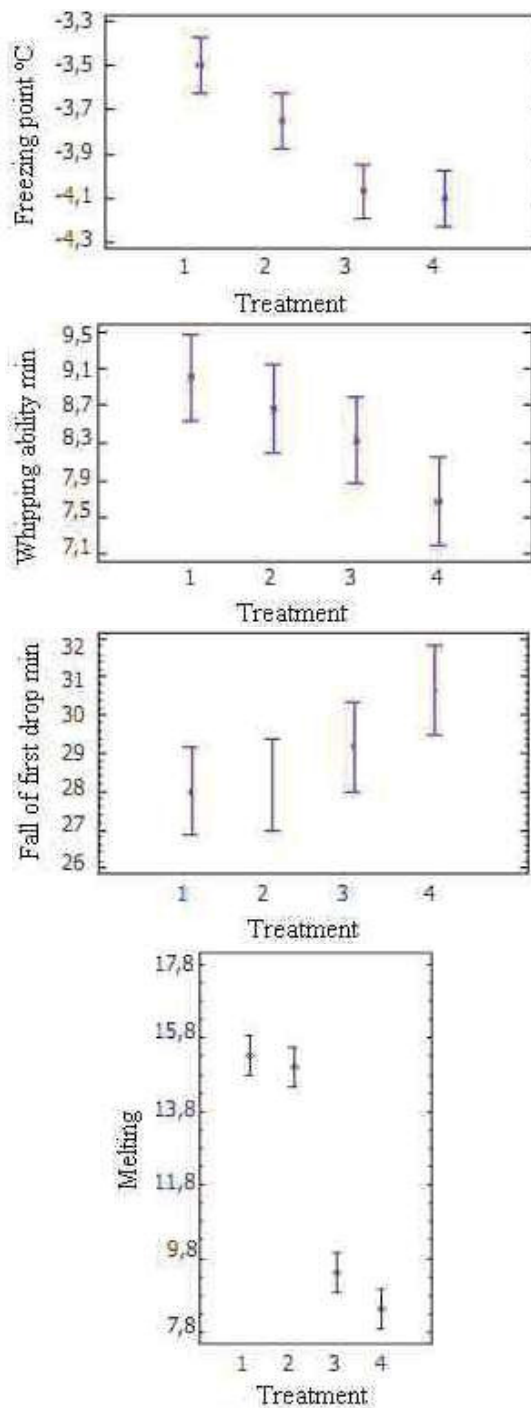 -3,3
-3,5
-3,7
-3,9
-4,1
-4,3
Freezing point ºC
1 2 3 4
Treatment
9,5
9,1
8,7
8,3
7,9
7,5
7,1
Whipping ability min
1 2 3 4
Treatment
32
31
30
29
28
27
26
Fall of first drop min
1 2 3 4
Treatment
17,8
15,8
13,8
11,8
9,8
7,8
Melting
1 2 3 4
Treatment